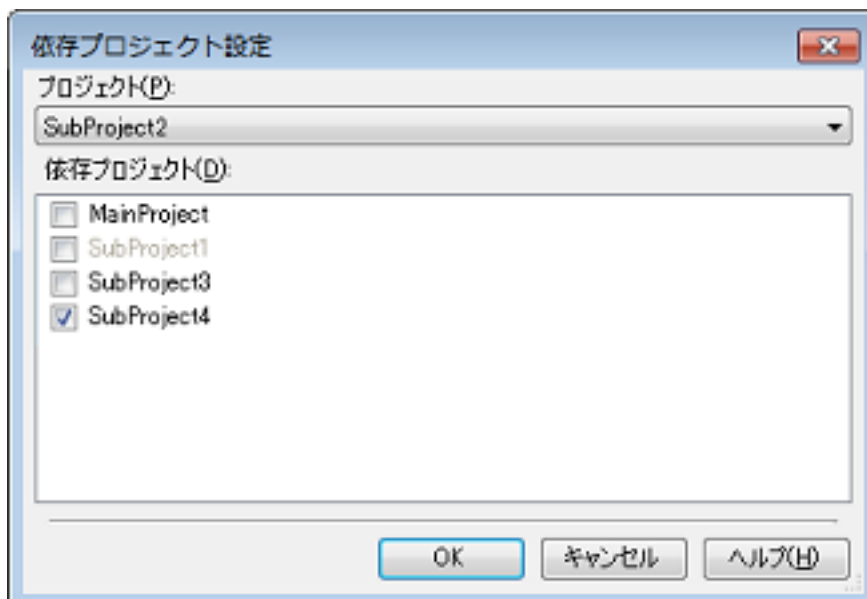 依存プロジェクト設定
プロジェクト(P):
SubProject2
依存プロジェクト(D):
MainProject
SubProject1
SubProject3
SubProject4
OK キャンセル ヘルプ(H)